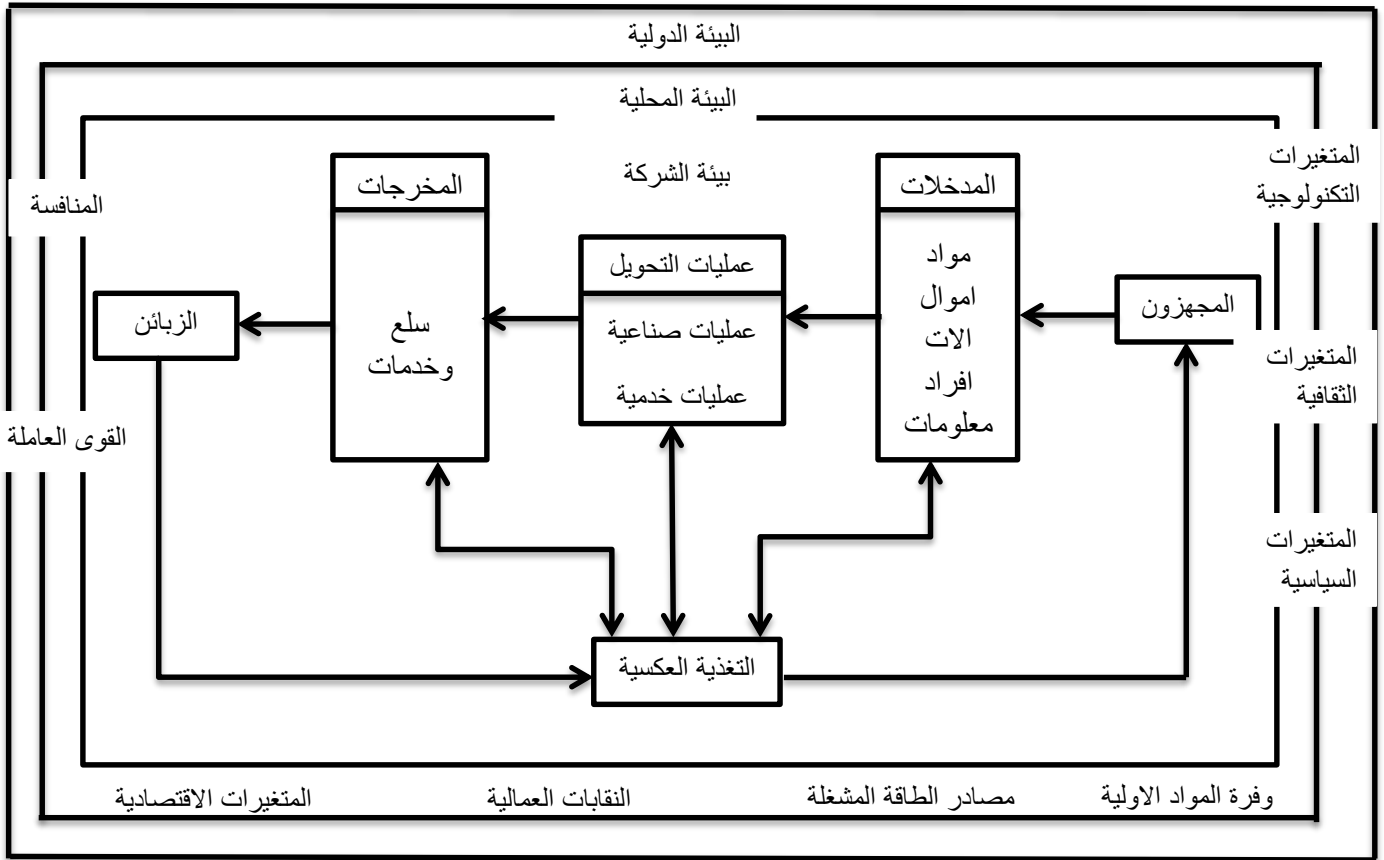 البيئة الدولية
البيئة المحلية
بيئة الشركة
المتغيرات
التكنولوجية
المتغيرات
الثقافية
المتغيرات
السياسية
المجهزون
المدخلات
مواد
اموال
الات
افراد
معلومات
عمليات التحويل
عمليات صناعية
عمليات خدمية
المخرجات
سلع
وخدمات
الزبائن
المنافسة
القوى العاملة
التغذية العكسية
وفرة المواد الاولية
مصادر الطاقة المشغلة
النقابات العمالية
المتغيرات الاقتصادية